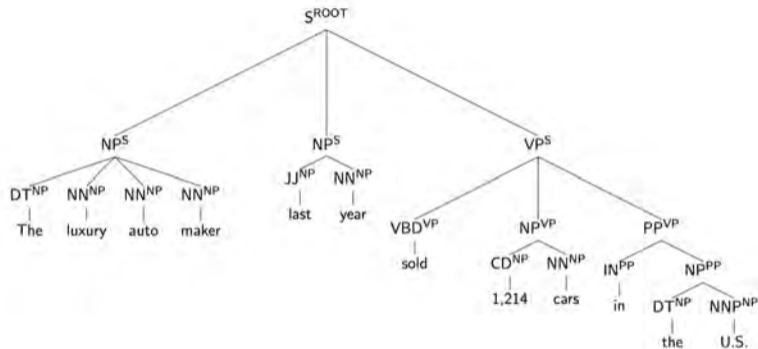 S^ROOT
NP^S NP^S VP^S
DT^NP NN^NP NN^NP NN^NP JJ^NP NN^NP
The luxury auto maker last year
VBD^VP NP^VP PP^VP
sold
CD^NP NN^NP IN^PP NP^PP
1,214 cars in
DT^NP NNP^NP
the U.S.